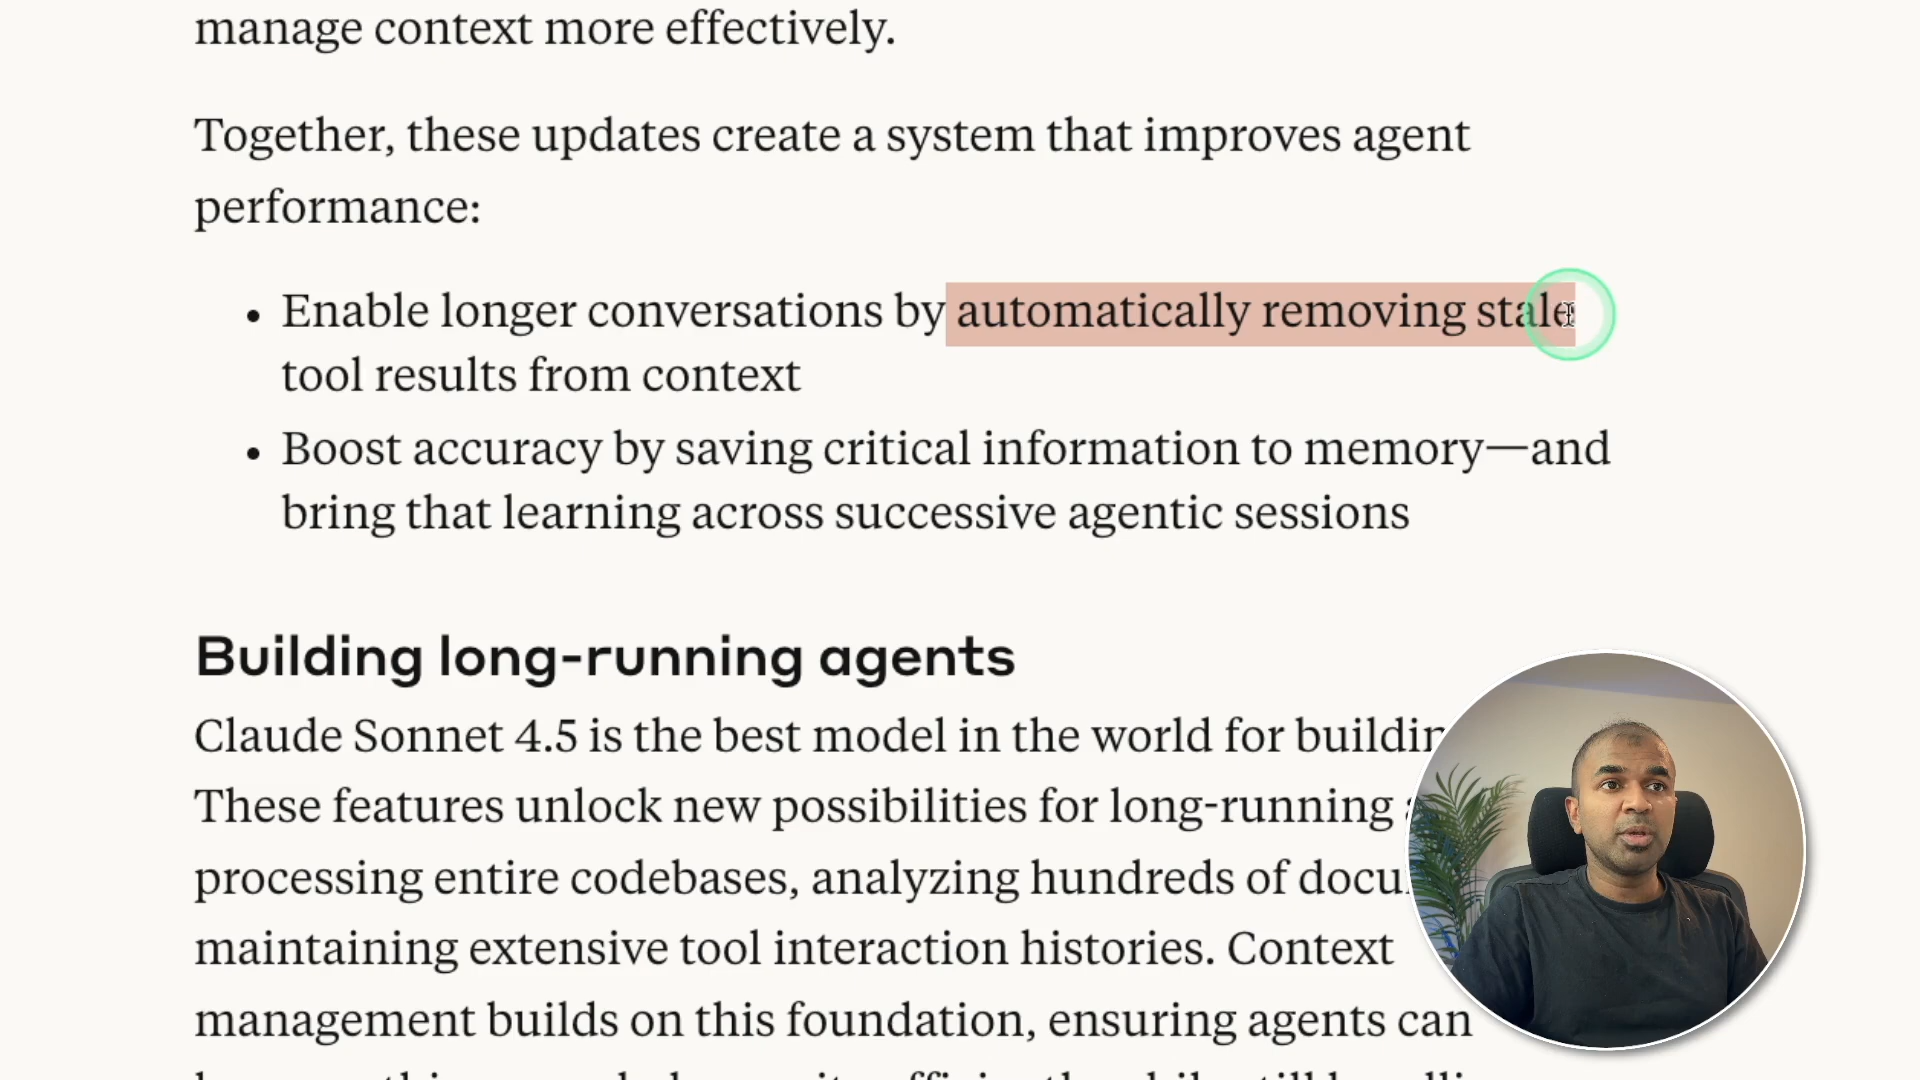 manage context more effectively.
Together, these updates create a system that improves agent
performance:
• Enable longer conversations by automatically removing stale
tool results from context
• Boost accuracy by saving critical information to memory—and
bring that learning across successive agentic sessions
Building long-running agents
Claude Sonnet 4.5 is the best model in the world for buildin
These features unlock new possibilities for long-running
processing entire codebases, analyzing hundreds of docu
maintaining extensive tool interaction histories. Context
management builds on this foundation, ensuring agents can